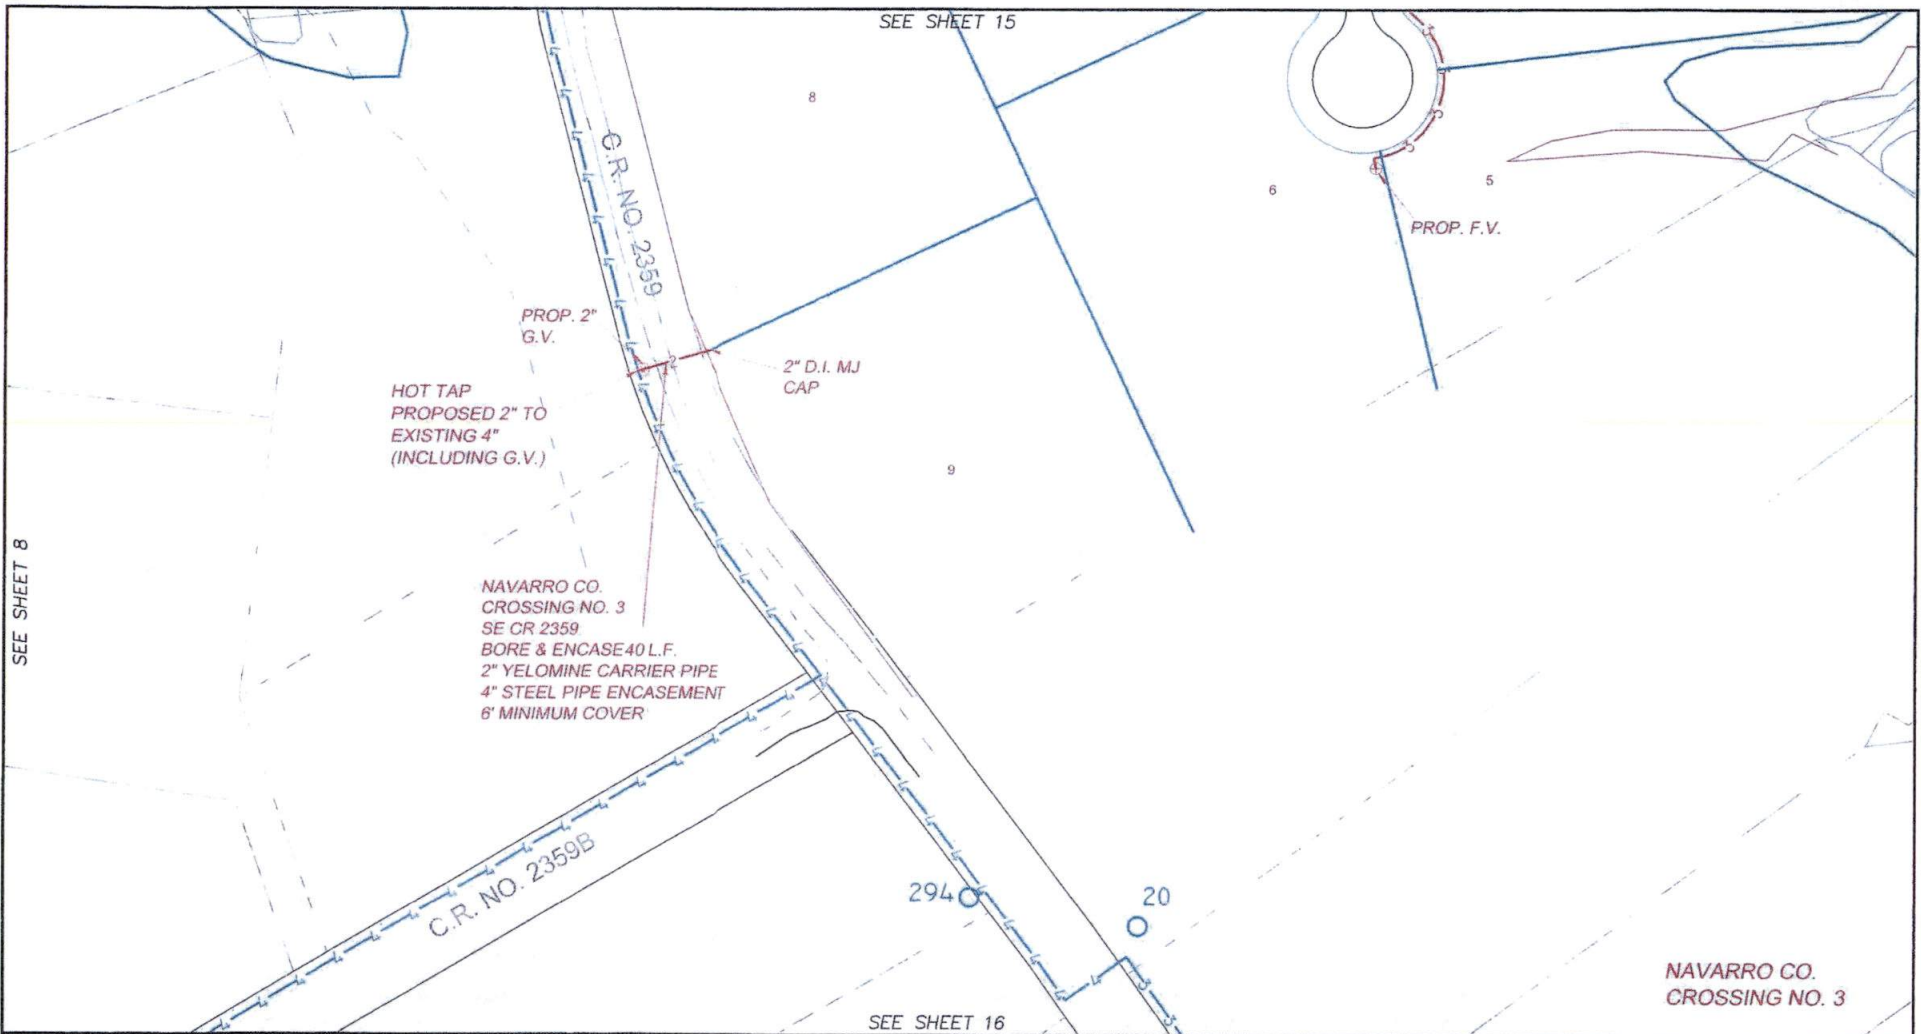 SEE SHEET 15
8
C.R. NO. 2359
6
5
PROP. F.V.
PROP. 2"
G.V.
2
2" D.I. MJ
CAP
HOT TAP
PROPOSED 2" TO
EXISTING 4"
(INCLUDING G.V.)
9
SEE SHEET 8
NAVARRO CO.
CROSSING NO. 3
SE CR 2359
BORE & ENCASE 40 L.F.
2" YELOMINE CARRIER PIPE
4" STEEL PIPE ENCASEMENT
6' MINIMUM COVER
C.R. NO. 2359B
294
20
NAVARRO CO.
CROSSING NO. 3
SEE SHEET 16